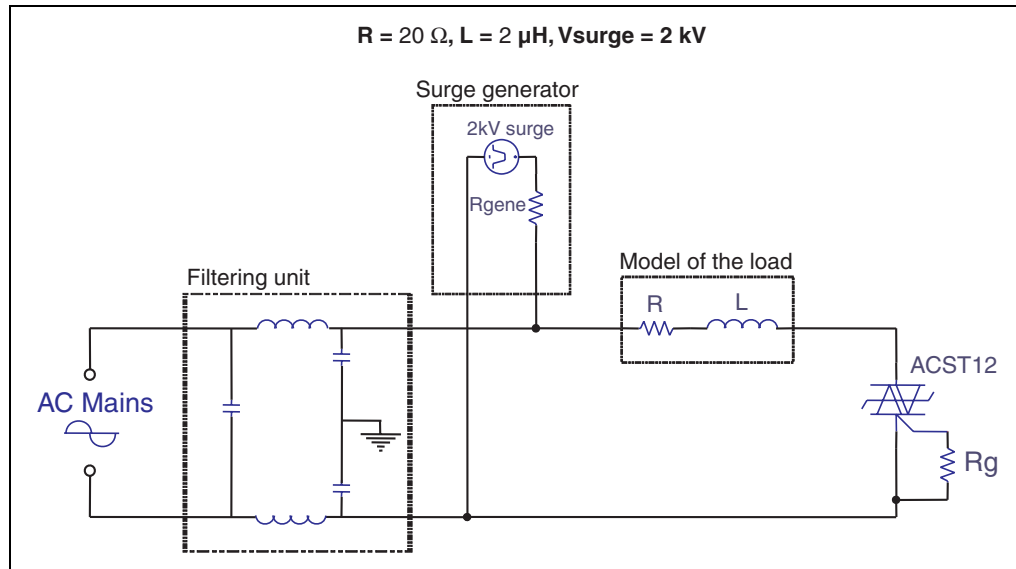 R = 20 Ω, L = 2 µH, Vsurge = 2 kV
Surge generator
2kV surge
Rgene
Filtering unit
Model of the load
R
L
ACST12
AC Mains
Rg